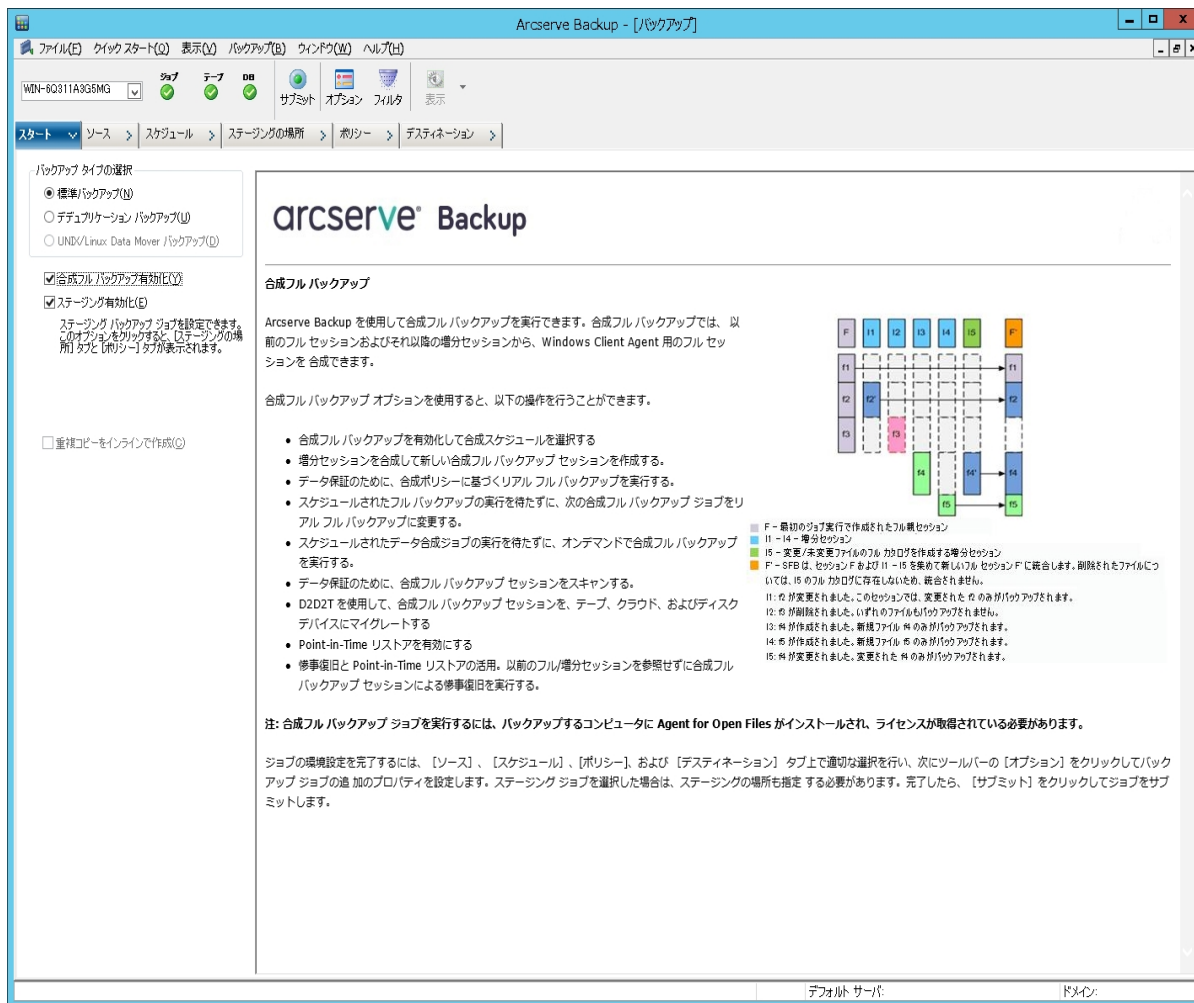 Arcserve Backup - [バックアップ]
ファイル(F) クイック スタート(Q) 表示(V) バックアップ(B) ウィンドウ(W) ヘルプ(H)
WIN-6Q311A3G5MG
ジョブ テープ DB
サブミット オプション フィルタ 表示
スタート ソース スケジュール ステージングの場所 ポリシー デスティネーション
バックアップ タイプの選択
標準バックアップ(N)
デデュプリケーション バックアップ(U)
UNIX/Linux Data Mover バックアップ(D)
合成フル バックアップ有効化(Y)
ステージング有効化(E)
ステージング バックアップ ジョブを設定できます。
このオプションをクリックすると、[ステージングの場
所] タブと [ポリシー] タブが表示されます。
重複コピーをインラインで作成(C)
arcserve® Backup
合成フル バックアップ
Arcserve Backup を使用して合成フル バックアップを実行できます。合成フル バックアップでは、 以
前のフル セッションおよびそれ以降の増分セッションから、Windows Client Agent 用のフル セッ
ションを 合成できます。
合成フル バックアップ オプションを使用すると、以下の操作を行うことができます。
• 合成フル バックアップを有効化して合成スケジュールを選択する
• 増分セッションを合成して新しい合成フル バックアップ セッションを作成する。
• データ保証のために、合成ポリシーに基づくリアル フル バックアップを実行する。
• スケジュールされたフル バックアップの実行を待たずに、次の合成フル バックアップ ジョブをリ
アル フル バックアップに変更する。
• スケジュールされたデータ合成ジョブの実行を待たずに、オンデマンドで合成フル バックアップ
を実行する。
• データ保証のために、合成フル バックアップ セッションをスキャンする。
• D2D2T を使用して、合成フル バックアップ セッションを、テープ、クラウド、およびディスク
デバイスにマイグレートする
• Point-in-Time リストアを有効にする
• 惨事復旧と Point-in-Time リストアの活用。以前のフル/増分セッションを参照せずに合成フル
バックアップ セッションによる惨事復旧を実行する。
F I1 I2 I3 I4 I5 F'
f1 f1
f2 f2' f2
f3 f3
f4 f4' f4
f5 f5
F - 最初のジョブ実行で作成されたフル親セッション
I1 - I4 - 増分セッション
I5 - 変更/未変更ファイルのフル カタログを作成する増分セッション
F' - SFB は、セッション F および I1 - I5 を集めて新しいフル セッション F' に統合します。削除されたファイルにつ
いては、I5 のフル カタログに存在しないため、統合されません。
I1: f2 が変更されました。このセッションでは、変更された f2 のみがバックアップされます。
I2: f3 が削除されました。いずれのファイルもバックアップされません。
I3: f4 が作成されました。新規ファイル f4 のみがバックアップされます。
I4: f5 が作成されました。新規ファイル f5 のみがバックアップされます。
I5: f4 が変更されました。変更された f4 のみがバックアップされます。
注: 合成フル バックアップ ジョブを実行するには、バックアップするコンピュータに Agent for Open Files がインストールされ、ライセンスが取得されている必要があります。
ジョブの環境設定を完了するには、 [ソース] 、 [スケジュール] 、[ポリシー]、および [デスティネーション] タブ上で適切な選択を行い、次にツールバーの [オプション] をクリックしてバック
アップ ジョブの追 加のプロパティを設定します。ステージング ジョブを選択した場合は、ステージングの場所も指定 する必要があります。完了したら、 [サブミット] をクリックしてジョブをサブ
ミットします。
デフォルト サーバ: ドメイン: